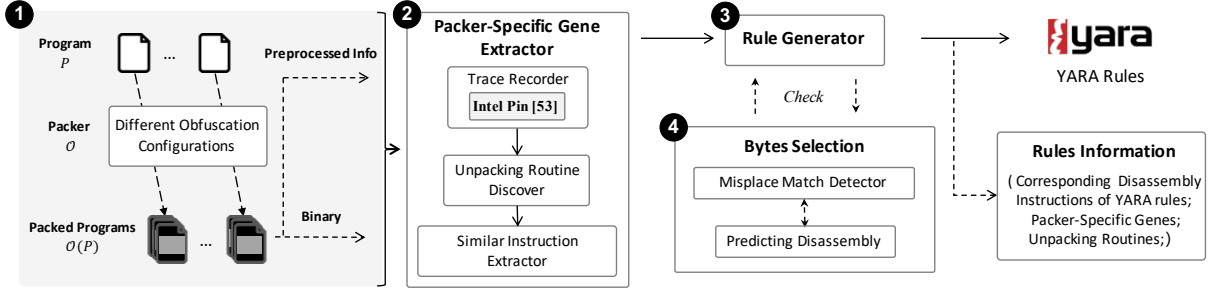 1
Program
P
...
Preprocessed Info
Packer
O
Different Obfuscation
Configurations
Packed Programs
O(P)
...
Binary
2
Packer-Specific Gene
Extractor
Trace Recorder
Intel Pin [53]
Unpacking Routine
Discover
Similar Instruction
Extractor
3
Rule Generator
Check
4
Bytes Selection
Misplace Match Detector
Predicting Disassembly
yara
YARA Rules
Rules Information
( Corresponding Disassembly
Instructions of YARA rules;
Packer-Specific Genes;
Unpacking Routines;)